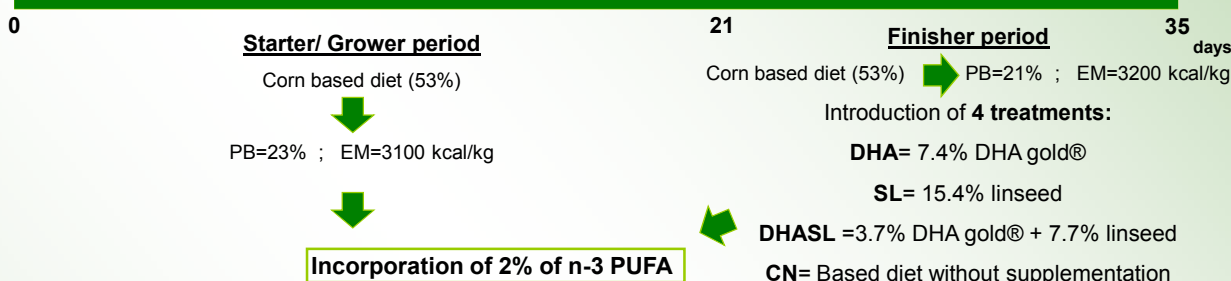 0
21
35
days
Starter/ Grower period
Corn based diet (53%)
PB=23% ; EM=3100 kcal/kg
Incorporation of 2% of n-3 PUFA
Finisher period
Corn based diet (53%) PB=21% ; EM=3200 kcal/kg
Introduction of 4 treatments:
DHA= 7.4% DHA gold®
SL= 15.4% linseed
DHASL =3.7% DHA gold® + 7.7% linseed
CN= Based diet without supplementation